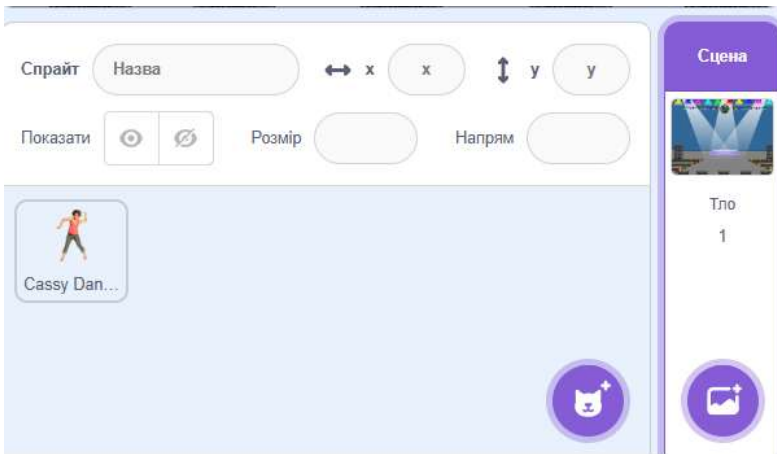 Спрайт Назва x x y y
Сцена
Показати Розмір Напрям
Тло
1
Cassy Dan...